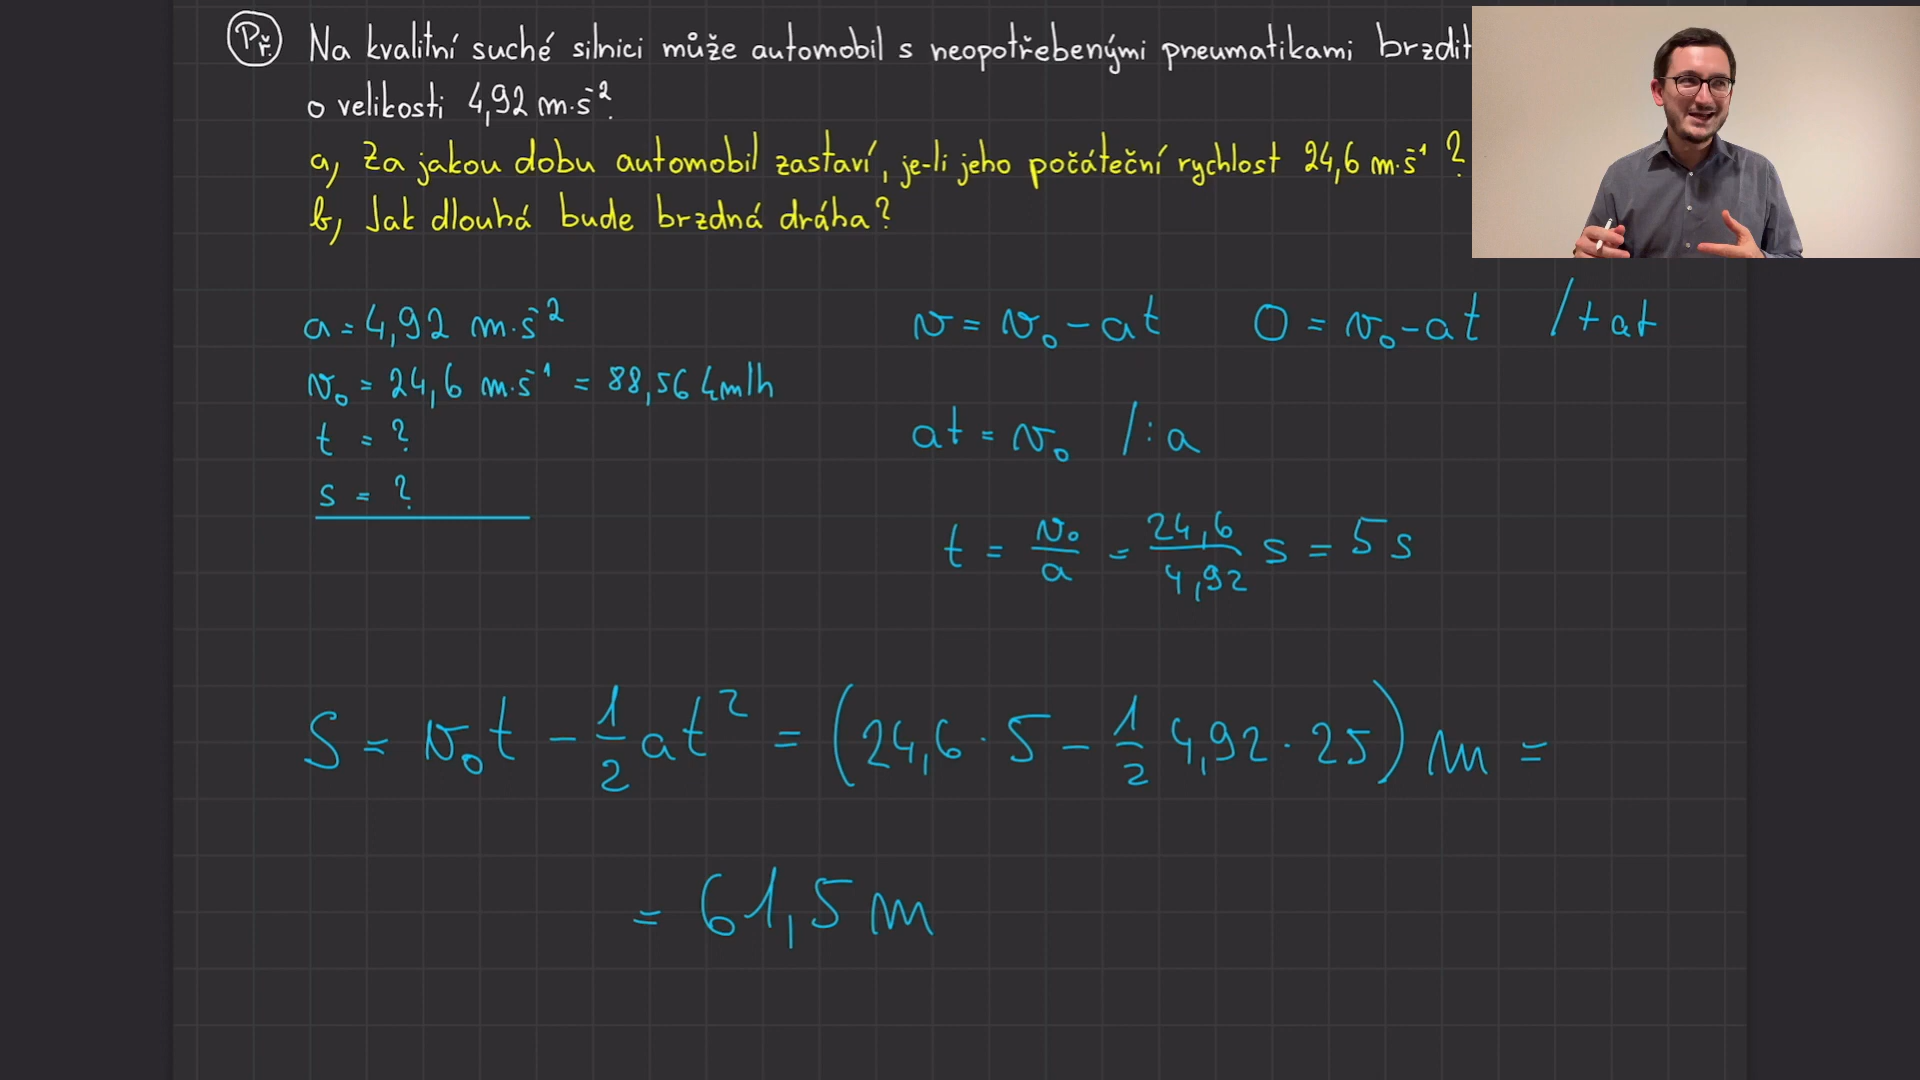 Př. Na kvalitní suché silnici může automobil s neopotřebenými pneumatikami brzdit
o velikosti 4,92 m·s⁻².
a, Za jakou dobu automobil zastaví, je-li jeho počáteční rychlost 24,6 m·s⁻¹ ?
b, Jak dlouhá bude brzdná dráha?
a = 4,92 m·s⁻²
v₀ = 24,6 m·s⁻¹ = 88,56 km/h
t = ?
s = ?
v = v₀ - at 0 = v₀ - at /+ at
at = v₀ /: a
t = v₀/a = 24,6/4,92 s = 5 s
S = v₀t - 1/2 at² = (24,6 · 5 - 1/2 4,92 · 25) m =
= 61,5 m